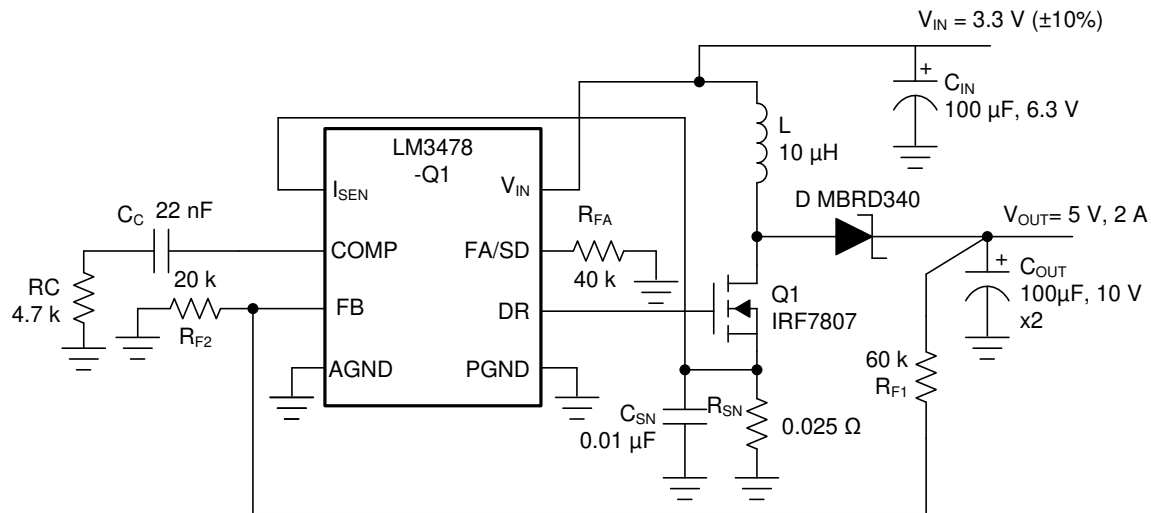 V_IN = 3.3 V (±10%)
+
C_IN
100 µF, 6.3 V
L
10 µH
LM3478
-Q1
I_SEN
V_IN
C_C 22 nF
R_FA
D MBRD340
V_OUT= 5 V, 2 A
COMP
FA/SD
+
C_OUT
100µF, 10 V
x2
RC
4.7 k
20 k
40 k
R_F2
FB
DR
Q1
IRF7807
60 k
R_F1
AGND
PGND
C_SN
0.01 µF
R_SN
0.025 Ω